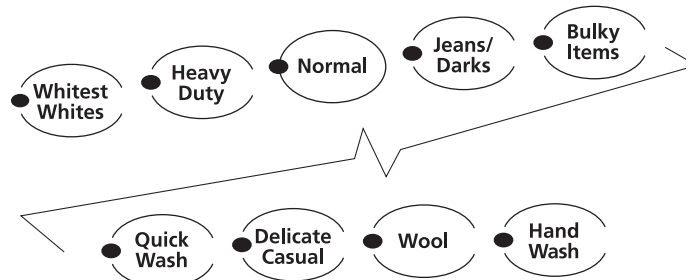 Whitest
Whites
Heavy
Duty
Normal
Jeans/
Darks
Bulky
Items
Quick
Wash
Delicate
Casual
Wool
Hand
Wash